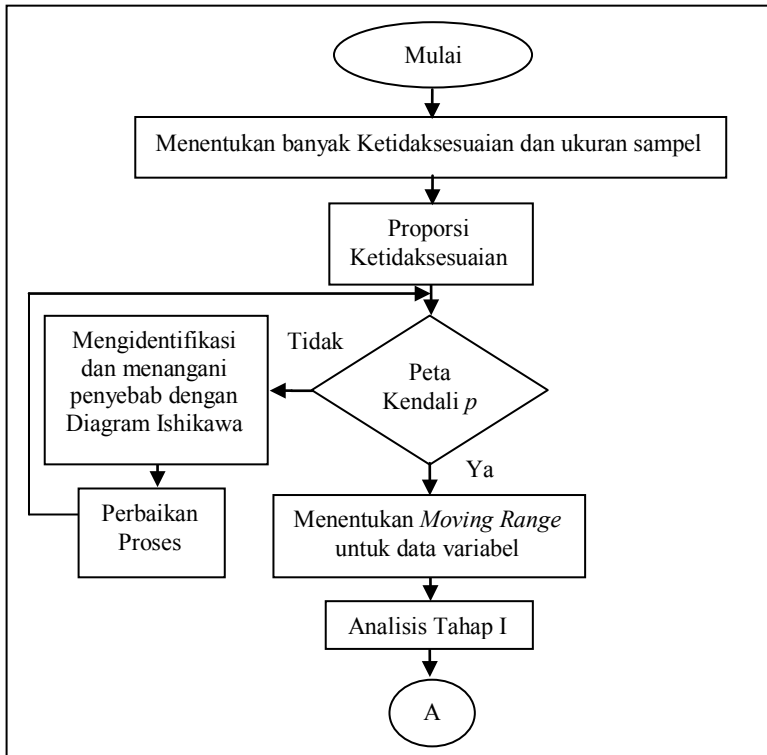 Mulai
Menentukan banyak Ketidaksesuaian dan ukuran sampel
Proporsi
Ketidaksesuaian
Peta
Kendali p
Tidak
Mengidentifikasi
dan menangani
penyebab dengan
Diagram Ishikawa
Perbaikan
Proses
Ya
Menentukan Moving Range
untuk data variabel
Analisis Tahap I
A